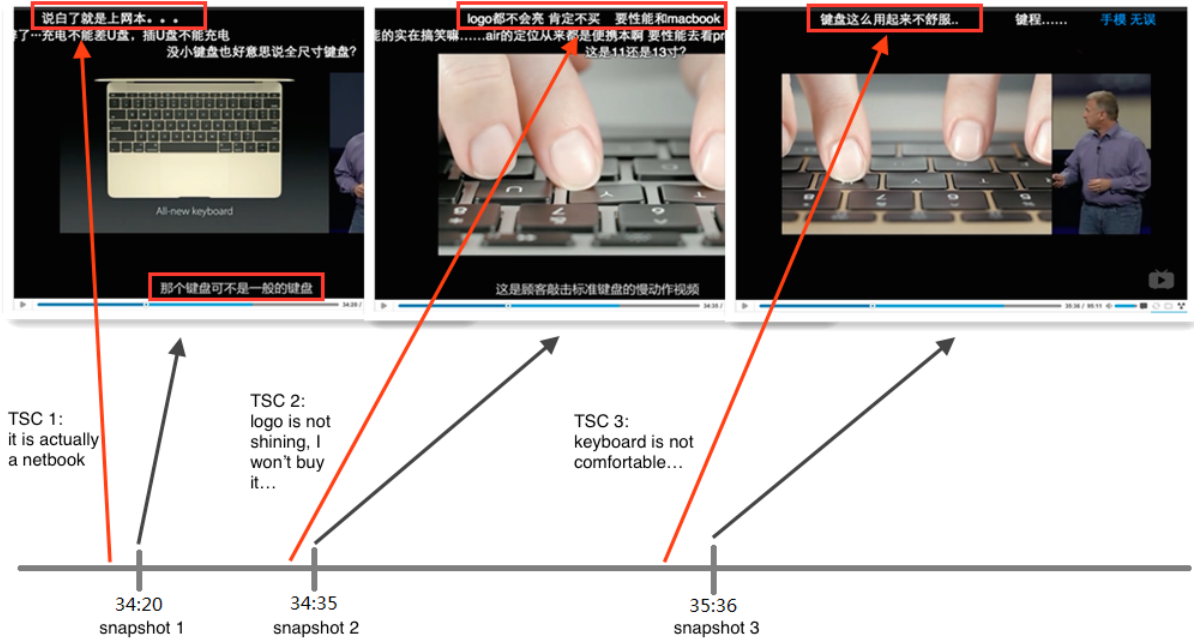 说白了就是上网本。。。
了…充电不能差U盘，插U盘不能充电
没小键盘也好意思说全尺寸键盘?
All-new keyboard
那个键盘可不是一般的键盘
34:20 /
logo都不会亮 肯定不买 要性能和macbook
能的实在搞笑嘛……air的定位从来都是便携本啊 要性能去看pr
这是11还是13寸?
这是顾客敲击标准键盘的慢动作视频
34:35 /
键盘这么用起来不舒服..
键程……
手模 无误
35:36 /
TSC 1:
it is actually
a netbook
TSC 2:
logo is not
shining, I
won't buy
it...
TSC 3:
keyboard is not
comfortable...
34:20
snapshot 1
34:35
snapshot 2
35:36
snapshot 3